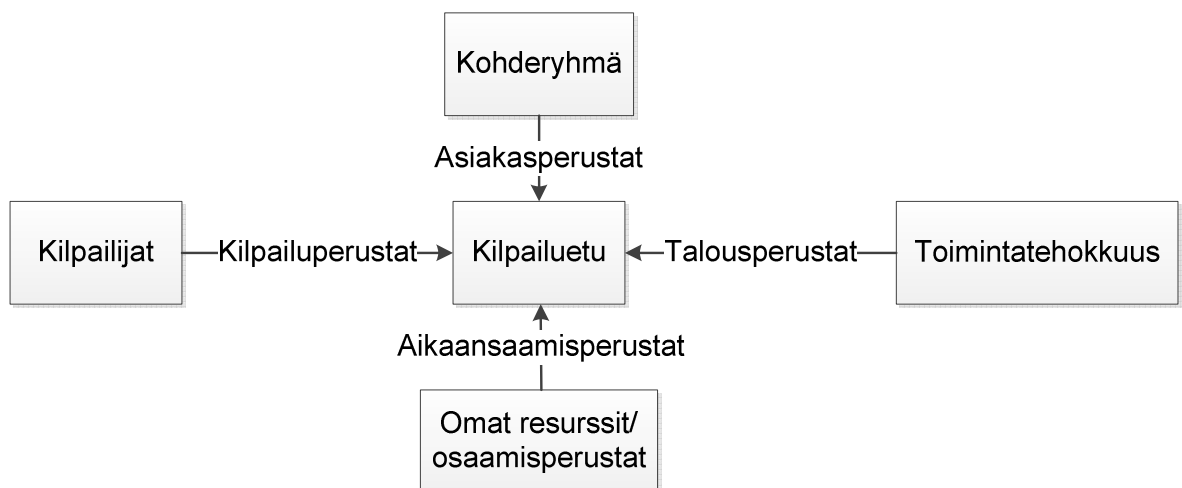 Kohderyhmä
Asiakasperustat
Kilpailijat
Kilpailuperustat
Kilpailuetu
Talousperustat
Toimintatehokkuus
Aikaansaamisperustat
Omat resurssit/
osaamisperustat